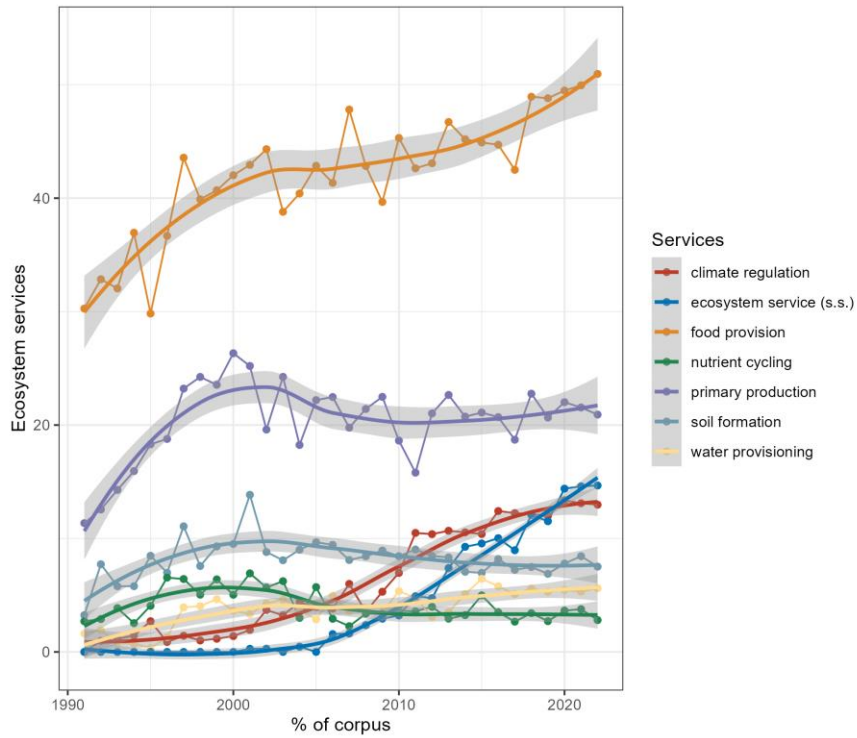 40
20
0
Ecosystem services
1990
2000
2010
2020
% of corpus
Services
climate regulation
ecosystem service (s.s.)
food provision
nutrient cycling
primary production
soil formation
water provisioning